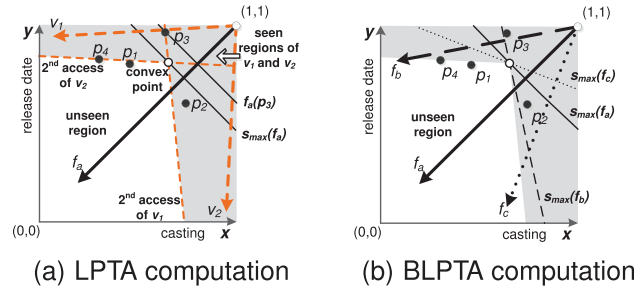 (1,1)
y
v1
p3
seen
regions of
v1 and v2
p4
p1
2nd access
of v2
convex
point
p2
release date
unseen
region
fa(p3)
smax(fa)
fa
2nd access
of v1
v2
(0,0)
casting
x
(a) LPTA computation
(1,1)
y
p3
fb
p4
p1
smax(fc)
release date
unseen
region
p2
smax(fa)
fa
fc
smax(fb)
(0,0)
casting
x
(b) BLPTA computation